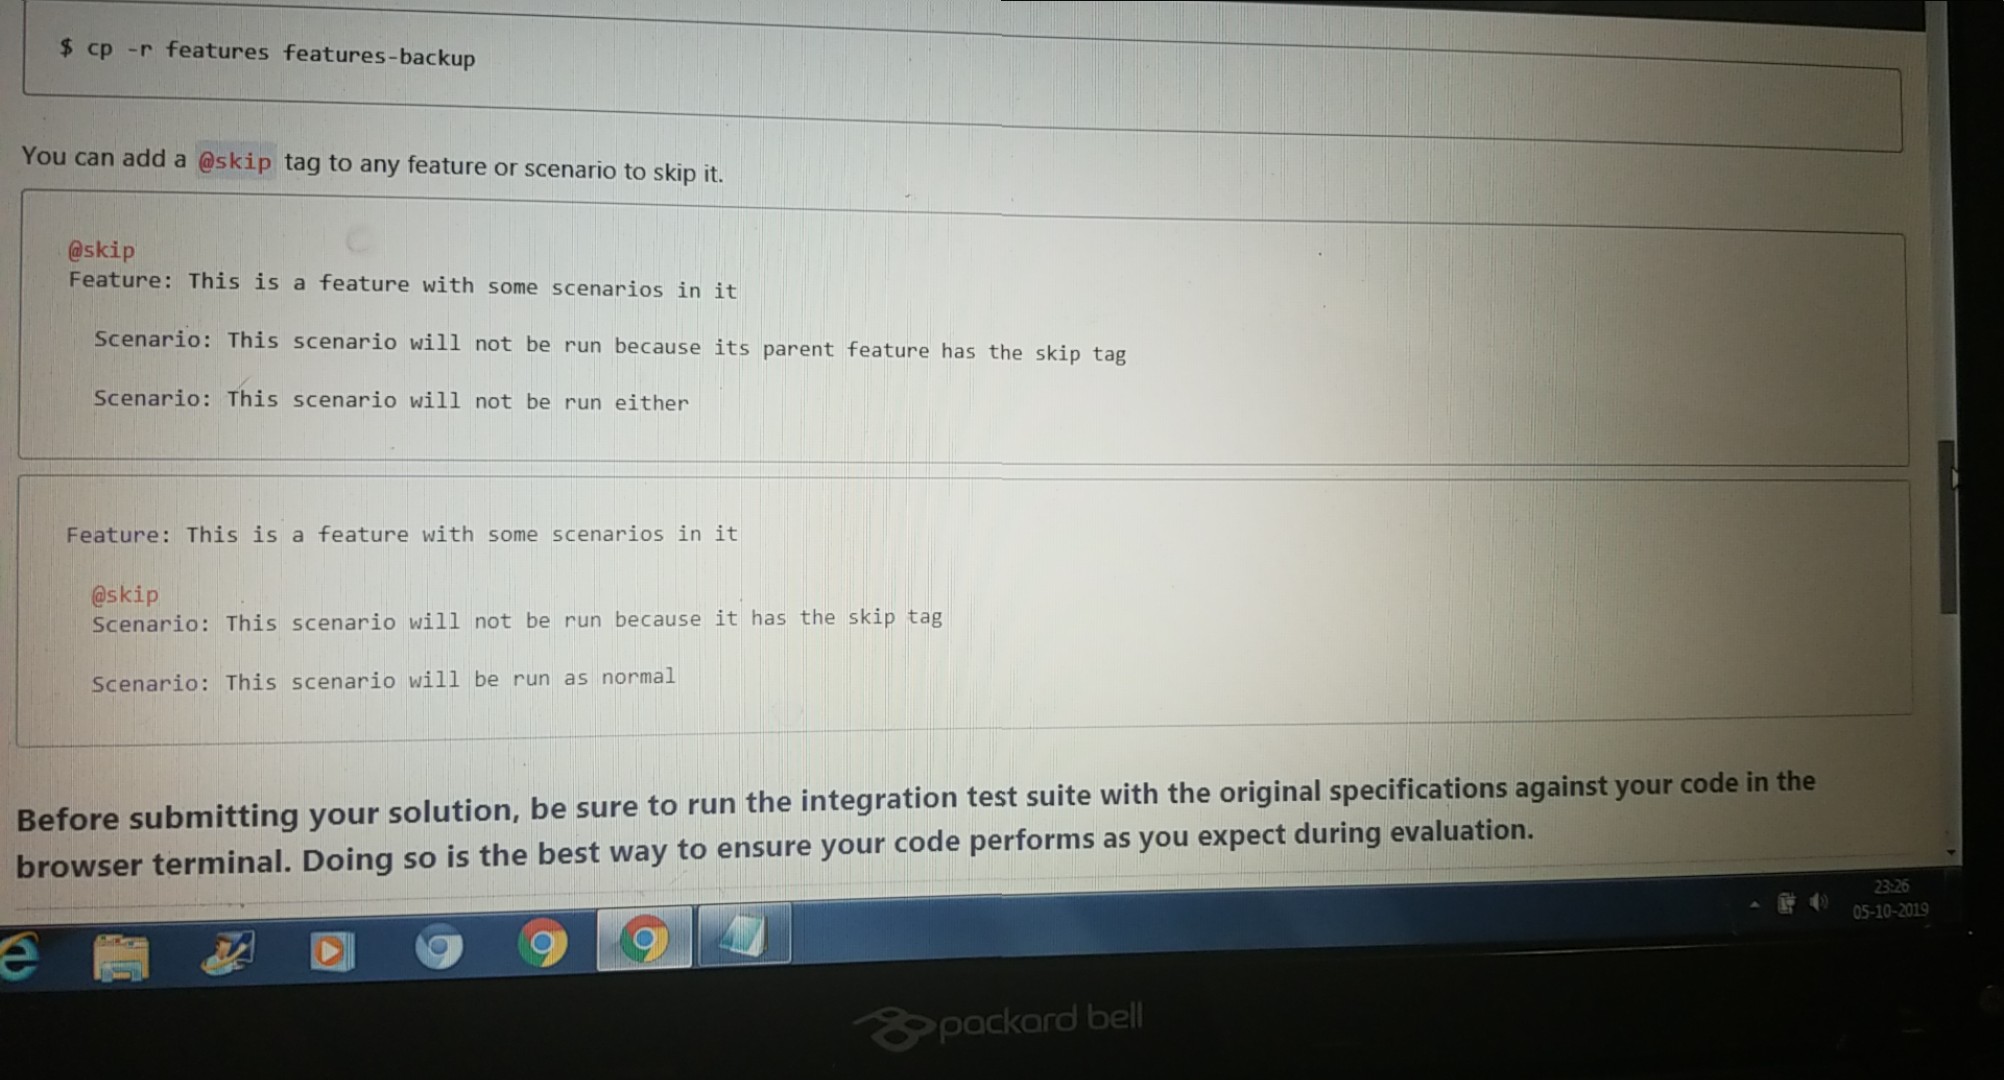 $ cp -r features features-backup
You can add a @skip tag to any feature or scenario to skip it.
@skip
Feature: This is a feature with some scenarios in it
Scenario: This scenario will not be run because its parent feature has the skip tag
Scenario: This scenario will not be run either
Feature: This is a feature with some scenarios in it
@skip
Scenario: This scenario will not be run because it has the skip tag
Scenario: This scenario will be run as normal
Before submitting your solution, be sure to run the integration test suite with the original specifications against your code in the
browser terminal. Doing so is the best way to ensure your code performs as you expect during evaluation.
23:26
05-10-2019
packard bell